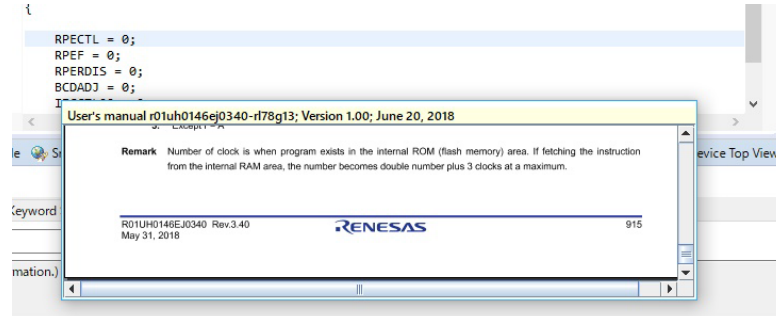 {
RPECTL = 0;
RPEF = 0;
RPERDIS = 0;
BCDADJ = 0;
User's manual r01uh0146ej0340-rl78g13; Version 1.00; June 20, 2018
Remark Number of clock is when program exists in the internal ROM (flash memory) area. If fetching the instruction
from the internal RAM area, the number becomes double number plus 3 clocks at a maximum.
R01UH0146EJ0340 Rev.3.40 RENESAS 915
May 31, 2018
evice Top View
eyword
mation.)